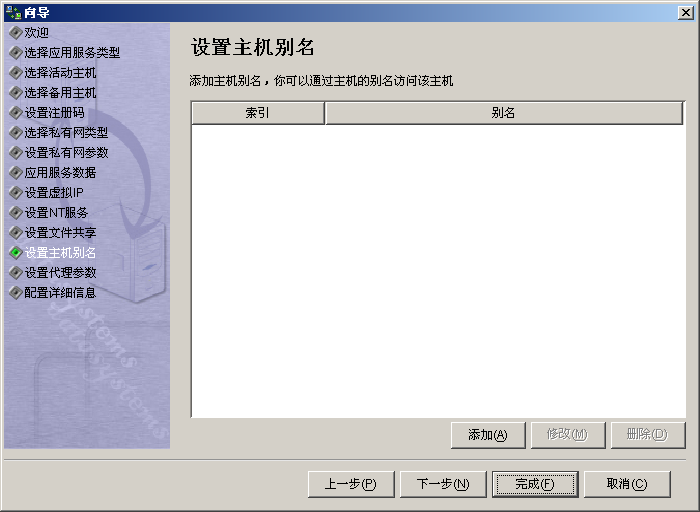 向导
欢迎
选择应用服务类型
选择活动主机
选择备用主机
设置注册码
选择私有网类型
设置私有网参数
应用服务数据
设置虚拟IP
设置NT服务
设置文件共享
设置主机别名
设置代理参数
配置详细信息
设置主机别名
添加主机别名，你可以通过主机的别名访问该主机
索引 别名
添加(A) 修改(M) 删除(D)
上一步(P) 下一步(N) 完成(F) 取消(C)